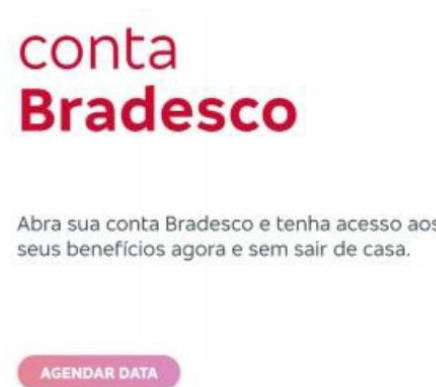 conta
Bradesco
Abra sua conta Bradesco e tenha acesso aos
seus benefícios agora e sem sair de casa.
AGENDAR DATA